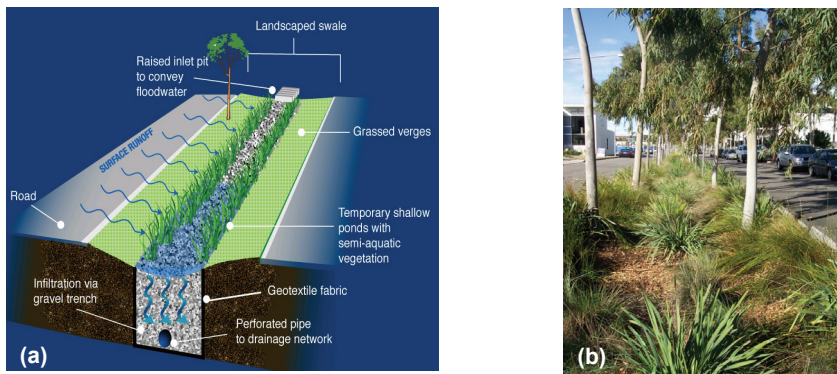 Landscaped swale
Raised inlet pit
to convey
floodwater
SURFACE RUNOFF
Grassed verges
Road
Temporary shallow
ponds with
semi-aquatic
vegetation
Infiltration via
gravel trench
Geotextile fabric
Perforated pipe
to drainage network
(a)
(b)